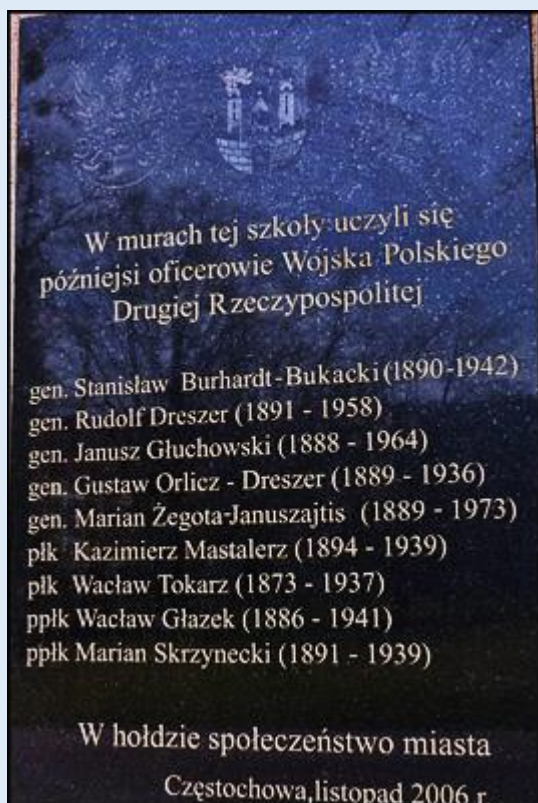 W murach tej szkoły uczyli się
późniejsi oficerowie Wojska Polskiego
Drugiej Rzeczypospolitej
gen. Stanisław Burhardt-Bukacki (1890-1942)
gen. Rudolf Dreszer (1891 - 1958)
gen. Janusz Głuchowski (1888 - 1964)
gen. Gustaw Orlicz - Dreszer (1889 - 1936)
gen. Marian Żegota-Januszajtis (1889 - 1973)
płk Kazimierz Mastalerz (1894 - 1939)
płk Wacław Tokarz (1873 - 1937)
ppłk Wacław Głazek (1886 - 1941)
ppłk Marian Skrzynecki (1891 - 1939)
W hołdzie społeczeństwo miasta
Częstochowa,listopad 2006 r